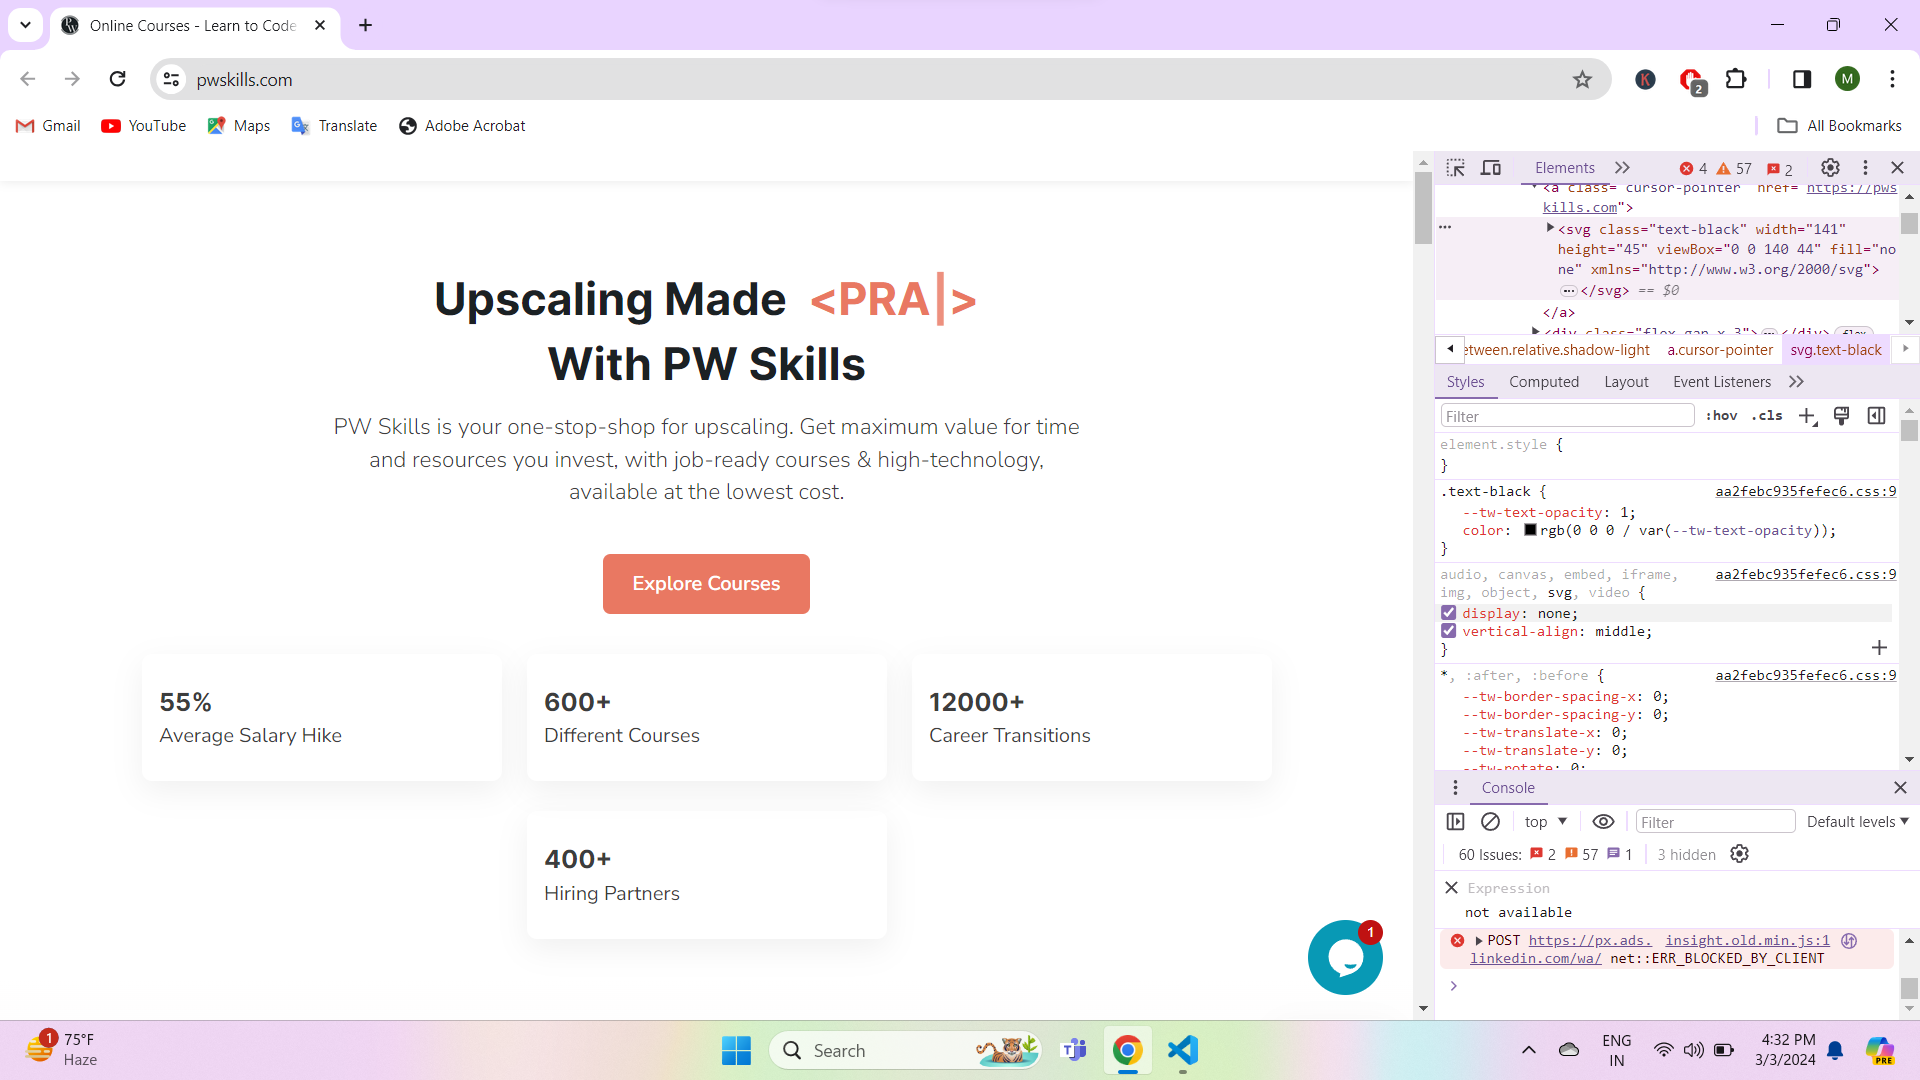 Online Courses - Learn to Code
pwskills.com
K
2
M
Gmail
YouTube
Maps
Translate
Adobe Acrobat
All Bookmarks
Upscaling Made <PRA|>
With PW Skills
PW Skills is your one-stop-shop for upscaling. Get maximum value for time
and resources you invest, with job-ready courses & high-technology,
available at the lowest cost.
Explore Courses
55%
Average Salary Hike
600+
Different Courses
12000+
Career Transitions
400+
Hiring Partners
1
Elements
4
57
2
<a class="cursor-pointer" href="https://pws
kills.com">
<svg class="text-black" width="141"
height="45" viewBox="0 0 140 44" fill="no
ne" xmlns="http://www.w3.org/2000/svg">
…</svg> == $0
</a>
<div class="flex gap-x-3">…</div> flex
etween.relative.shadow-light a.cursor-pointer svg.text-black
Styles Computed Layout Event Listeners
Filter :hov .cls
element.style {
}
.text-black { aa2febc935fefec6.css:9
--tw-text-opacity: 1;
color: rgb(0 0 0 / var(--tw-text-opacity));
}
audio, canvas, embed, iframe, aa2febc935fefec6.css:9
img, object, svg, video {
display: none;
vertical-align: middle;
}
*, :after, :before { aa2febc935fefec6.css:9
--tw-border-spacing-x: 0;
--tw-border-spacing-y: 0;
--tw-translate-x: 0;
--tw-translate-y: 0;
--tw-rotate: 0;
Console
top Filter Default levels
60 Issues: 2 57 1 3 hidden
Expression
not available
POST https://px.ads. insight.old.min.js:1
linkedin.com/wa/ net::ERR_BLOCKED_BY_CLIENT
1
75°F
Haze
Search
ENG
IN
4:32 PM
3/3/2024
PRE